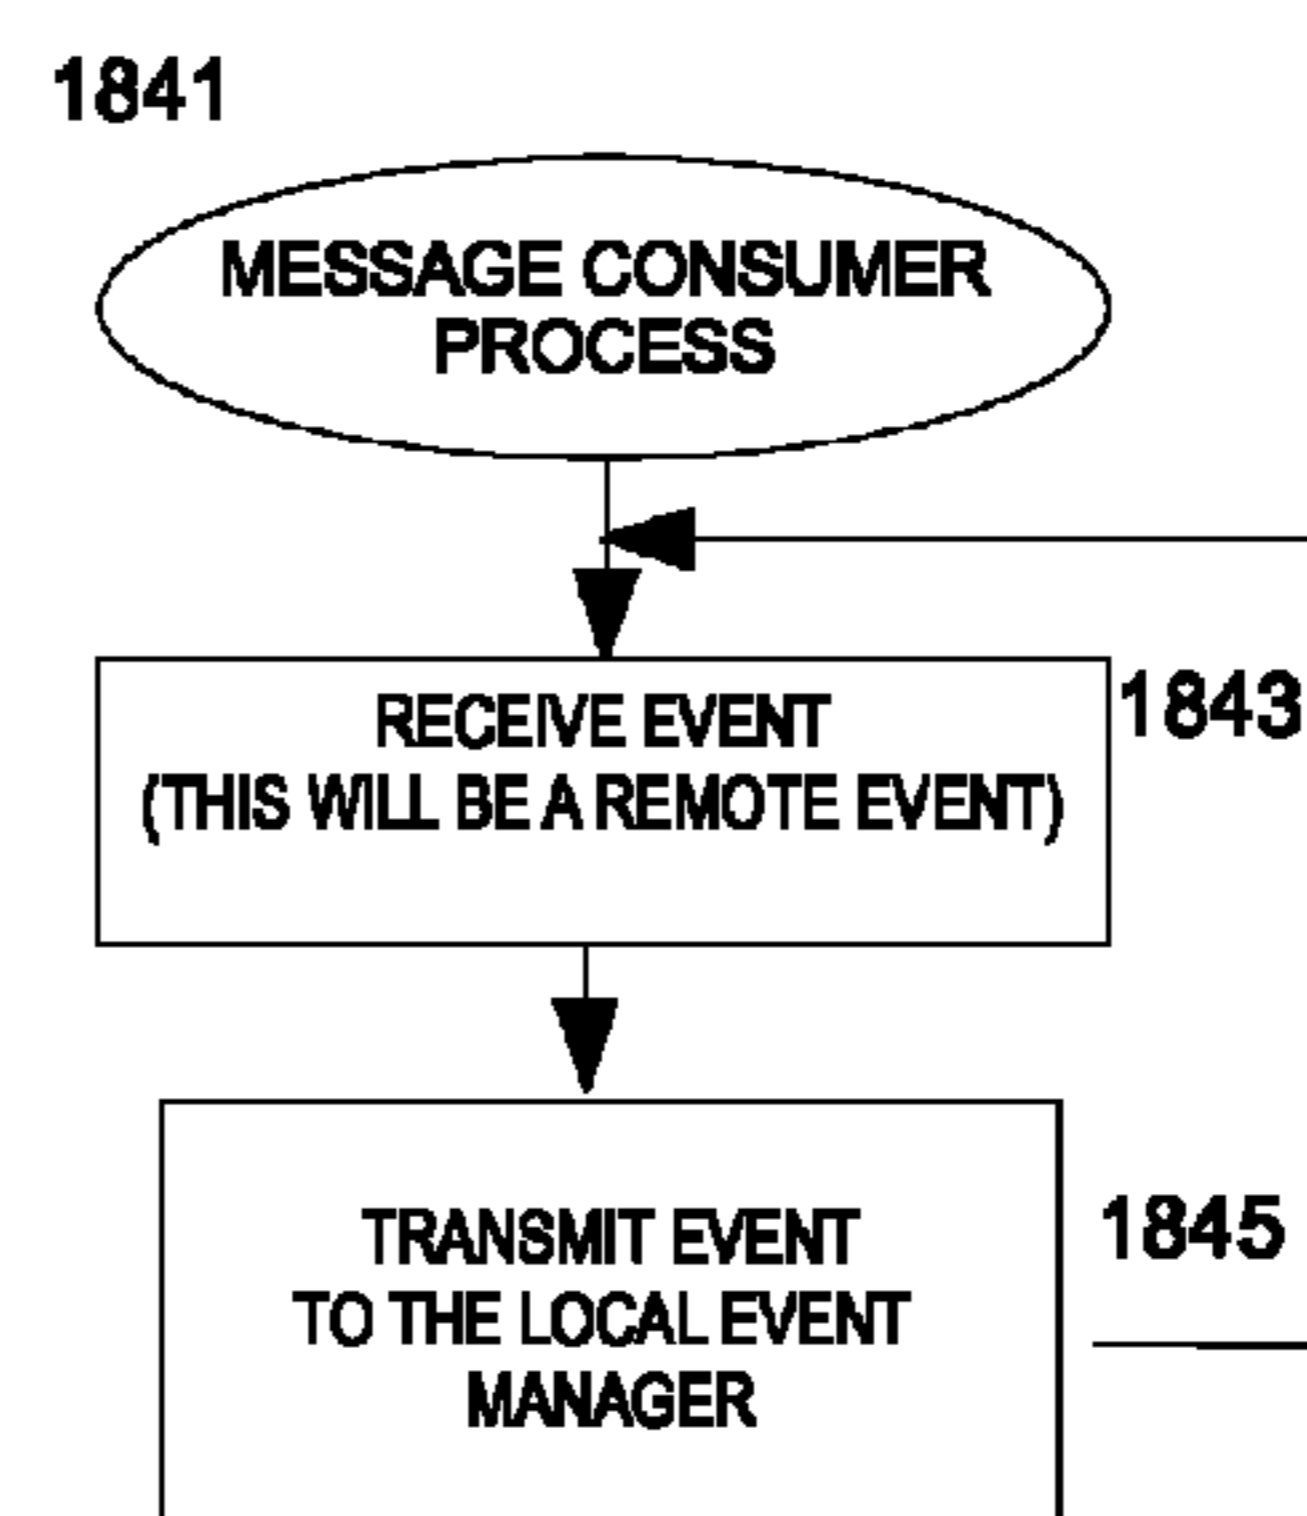 1841
MESSAGE CONSUMER
PROCESS
RECEIVE EVENT
(THIS WILL BE A REMOTE EVENT)
1843
TRANSMIT EVENT
TO THE LOCAL EVENT
MANAGER
1845